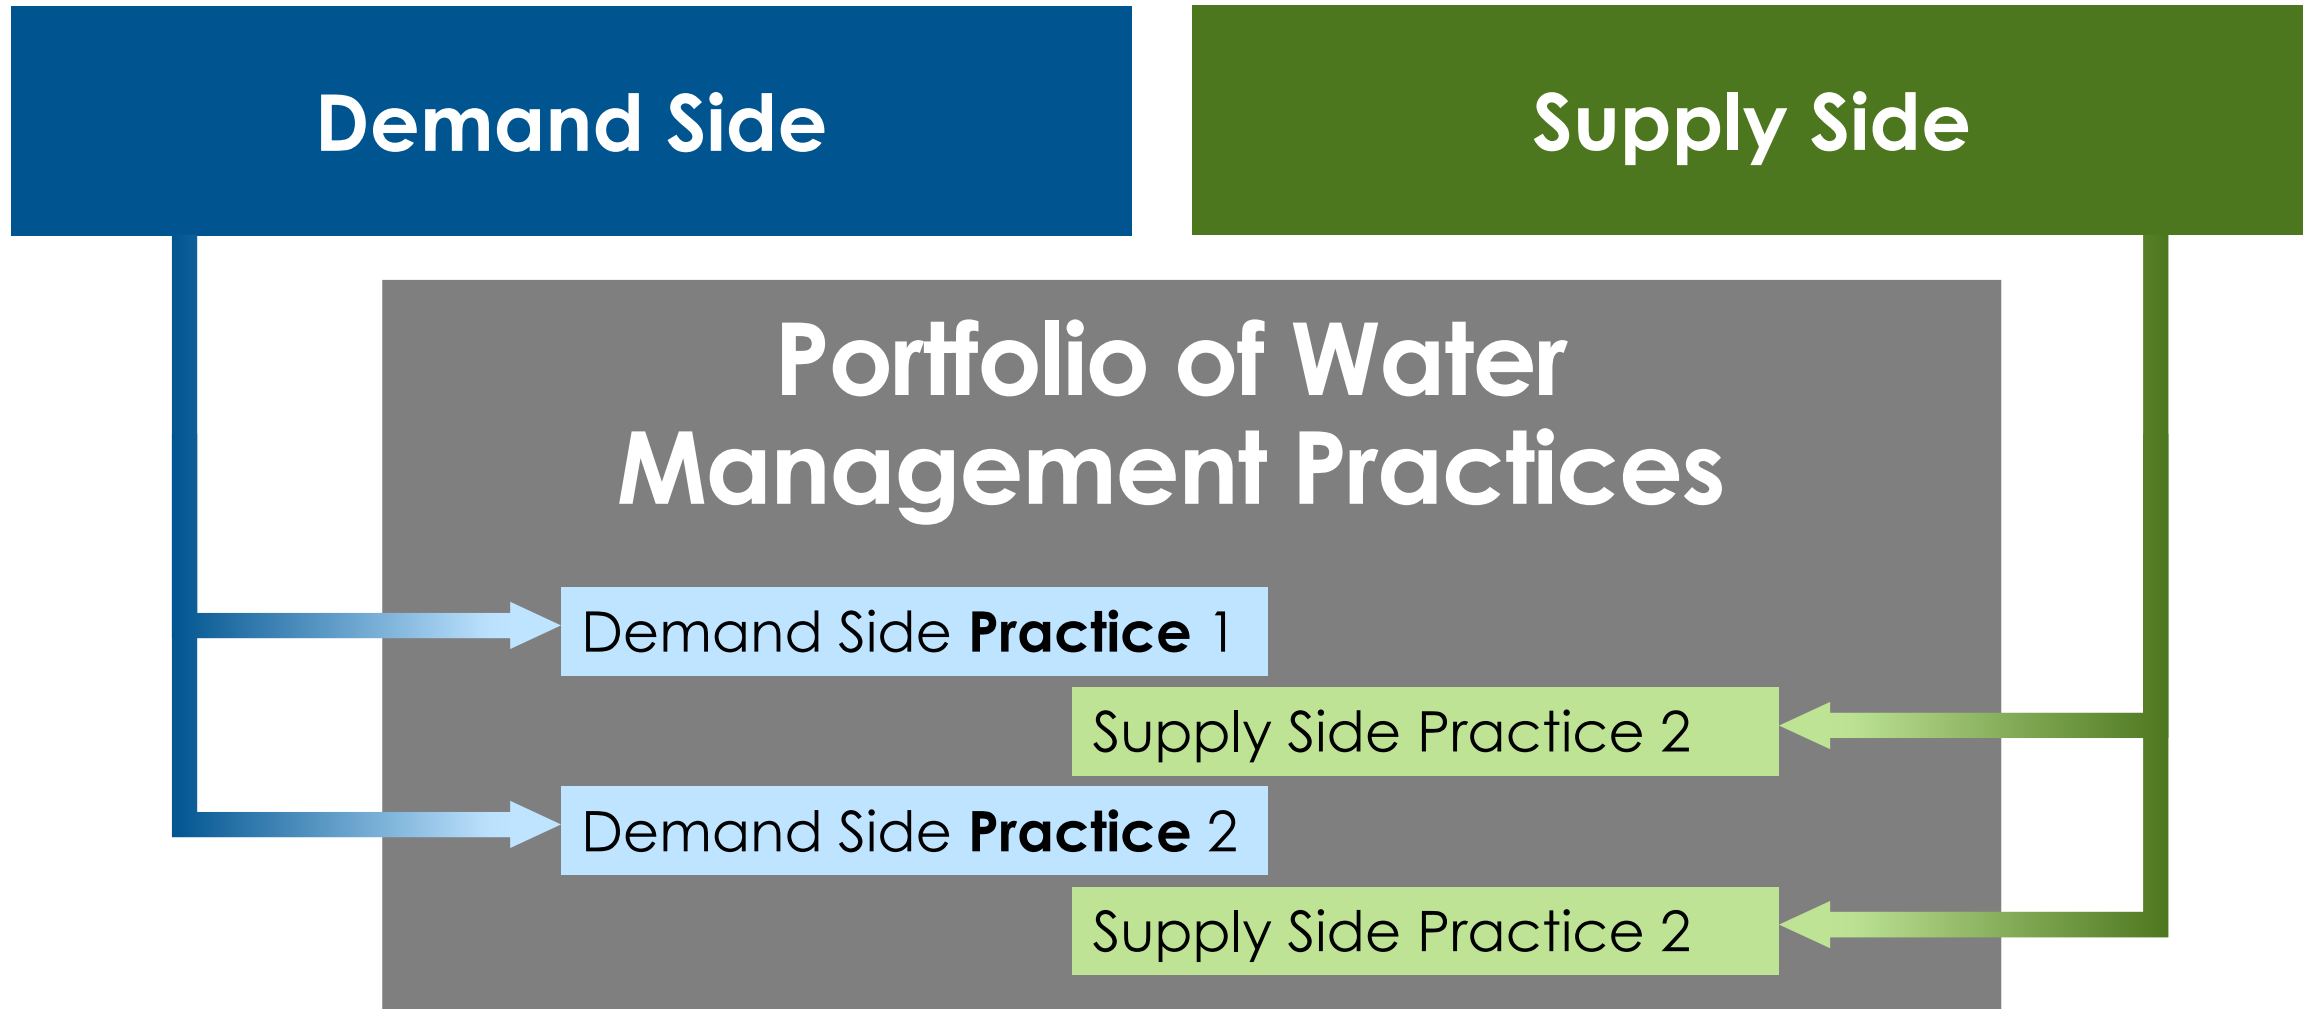 Demand Side
Supply Side
Portfolio of Water
Management Practices
Demand Side Practice 1
Supply Side Practice 2
Demand Side Practice 2
Supply Side Practice 2